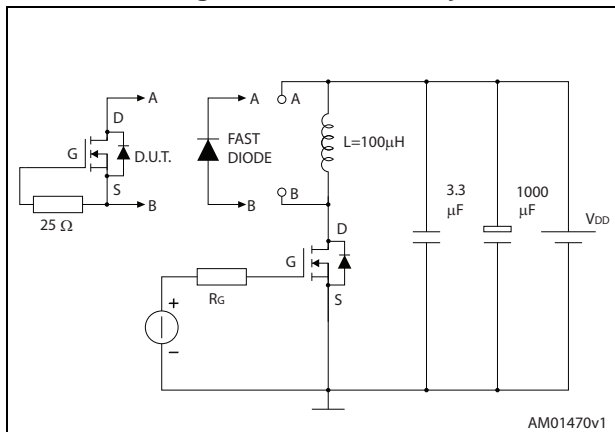 A
D
G
D.U.T.
S
B
25 Ω
A
FAST
DIODE
B
A
B
L=100μH
D
G
S
RG
+
–
3.3
μF
1000
μF
VDD
AM01470v1